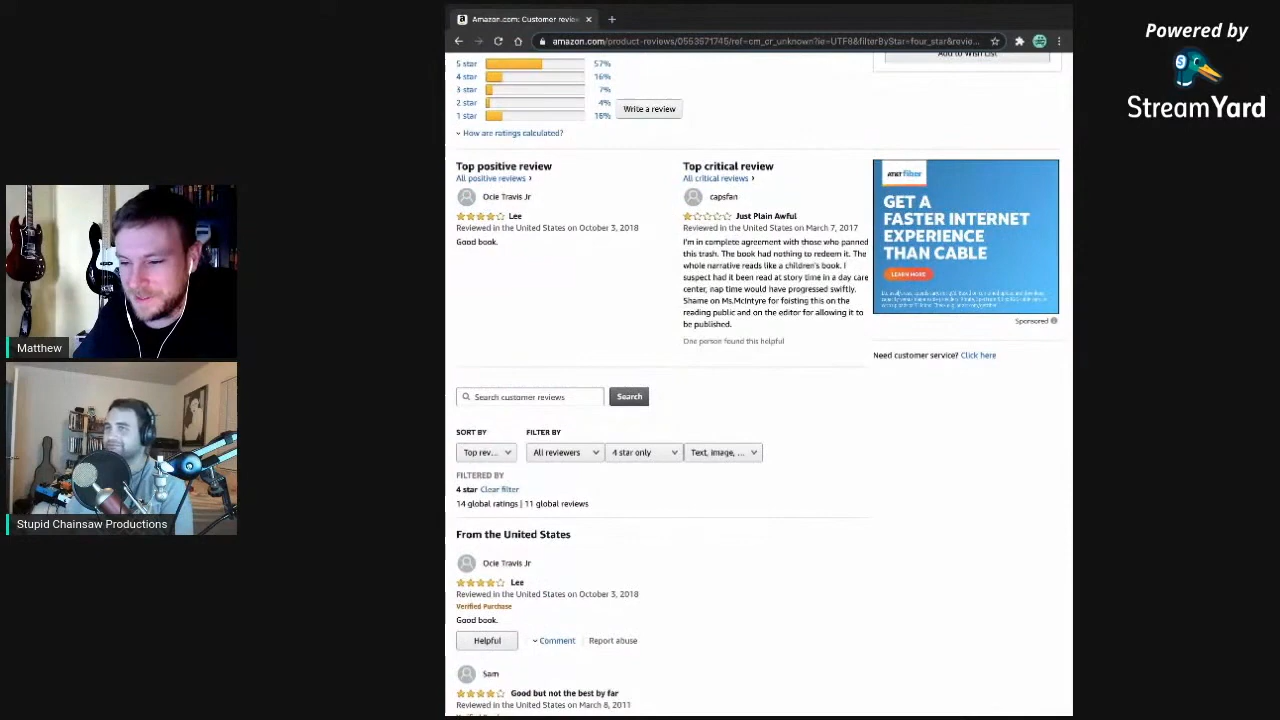 Amazon.com: Customer revie
amazon.com/product-reviews/0553971745/ref=cm_cr_unknown?ie=UTF8&filterByStar=four_star&revie...
Powered by
StreamYard
Add to Wish List
5 star 57%
4 star 16%
3 star 7%
2 star 4%
1 star 16%
Write a review
How are ratings calculated?
Top positive review
All positive reviews ›
Ocie Travis Jr
Lee
Reviewed in the United States on October 3, 2018
Good book.
Top critical review
All critical reviews ›
capsfan
Just Plain Awful
Reviewed in the United States on March 7, 2017
I'm in complete agreement with those who panned
this trash. The book had nothing to redeem it. The
whole narrative reads like a children's book. I
suspect had it been read at story time in a day care
center, nap time would have progressed swiftly.
Shame on Ms.McIntyre for foisting this on the
reading public and on the editor for allowing it to
be published.
One person found this helpful
AT&T fiber
GET A
FASTER INTERNET
EXPERIENCE
THAN CABLE
LEARN MORE
Sponsored
Need customer service? Click here
Search customer reviews
Search
SORT BY
FILTER BY
Top rev...
All reviewers
4 star only
Text, image, ...
FILTERED BY
4 star Clear filter
14 global ratings | 11 global reviews
From the United States
Ocie Travis Jr
Lee
Reviewed in the United States on October 3, 2018
Verified Purchase
Good book.
Helpful
Comment
Report abuse
Sam
Good but not the best by far
Reviewed in the United States on March 8, 2011
Matthew
Stupid Chainsaw Productions